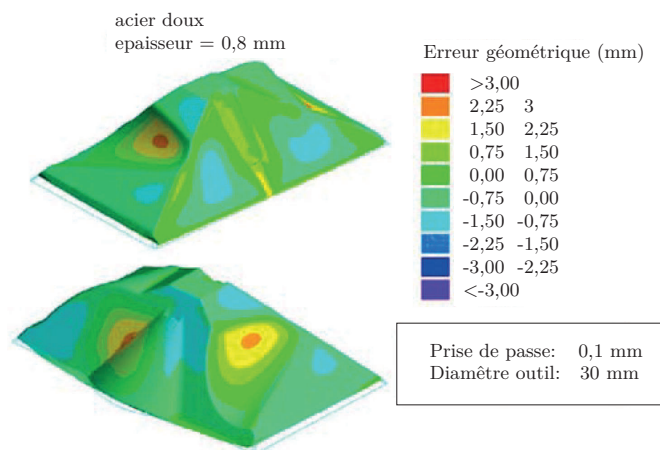 acier doux
epaisseur = 0,8 mm
Erreur géométrique (mm)
>3,00
2,25 3
1,50 2,25
0,75 1,50
0,00 0,75
-0,75 0,00
-1,50 -0,75
-2,25 -1,50
-3,00 -2,25
<-3,00
Prise de passe: 0,1 mm
Diamêtre outil: 30 mm